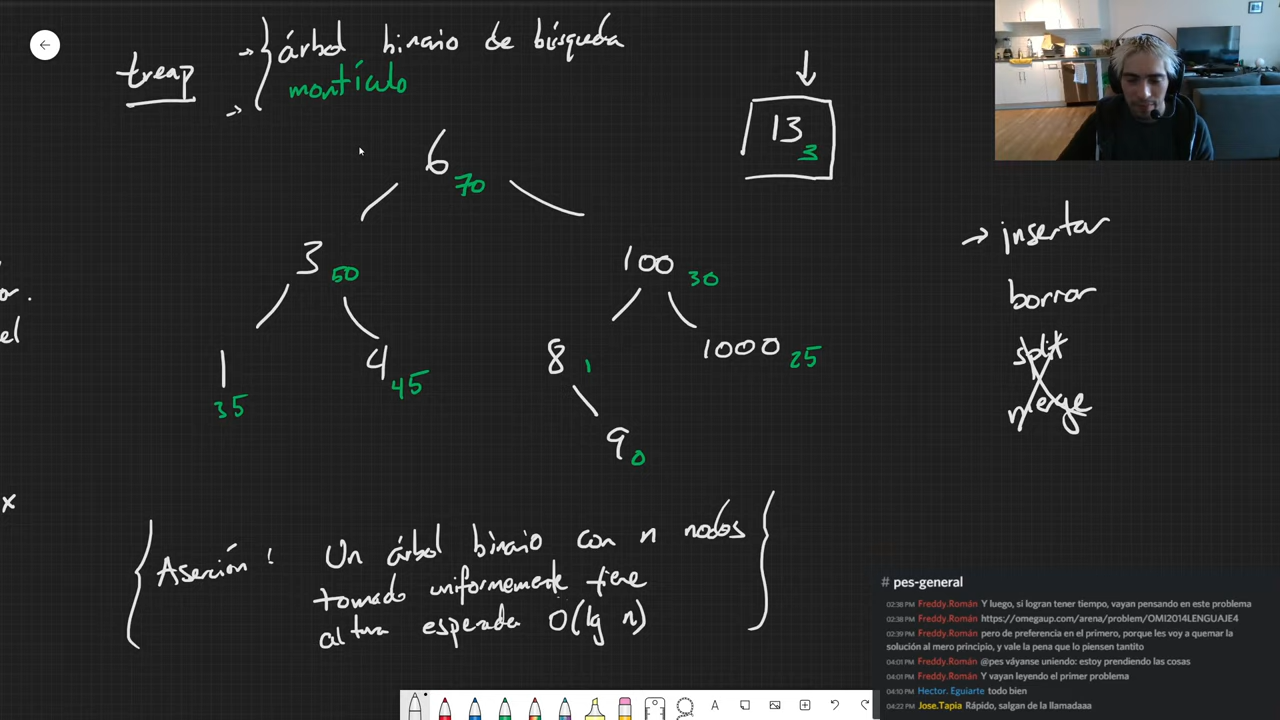 treap
árbol binario de búsqueda
montículo
13 3
6 70
3 50
100 30
1 35
4 45
8 1
1000 25
9 0
or.
el
x
→ insertar
borrar
split
merge
Aserción: Un árbol binario con n nodos
tomado uniformemente tiene
altura esperada O(lg n)
# pes-general
02:38 PM Freddy.Román Y luego, si logran tener tiempo, vayan pensando en este problema
02:38 PM Freddy.Román https://omegaup.com/arena/problem/OMI2014LENGUAJE4
02:39 PM Freddy.Román pero de preferencia en el primero, porque les voy a quemar la
solución al mero principio, y vale la pena que lo piensen tantito
04:01 PM Freddy.Román @pes váyanse uniendo: estoy prendiendo las cosas
04:01 PM Freddy.Román Y vayan leyendo el primer problema
04:10 PM Hector. Eguiarte todo bien
04:22 PM Jose.Tapia Rápido, salgan de la llamadaaa
A